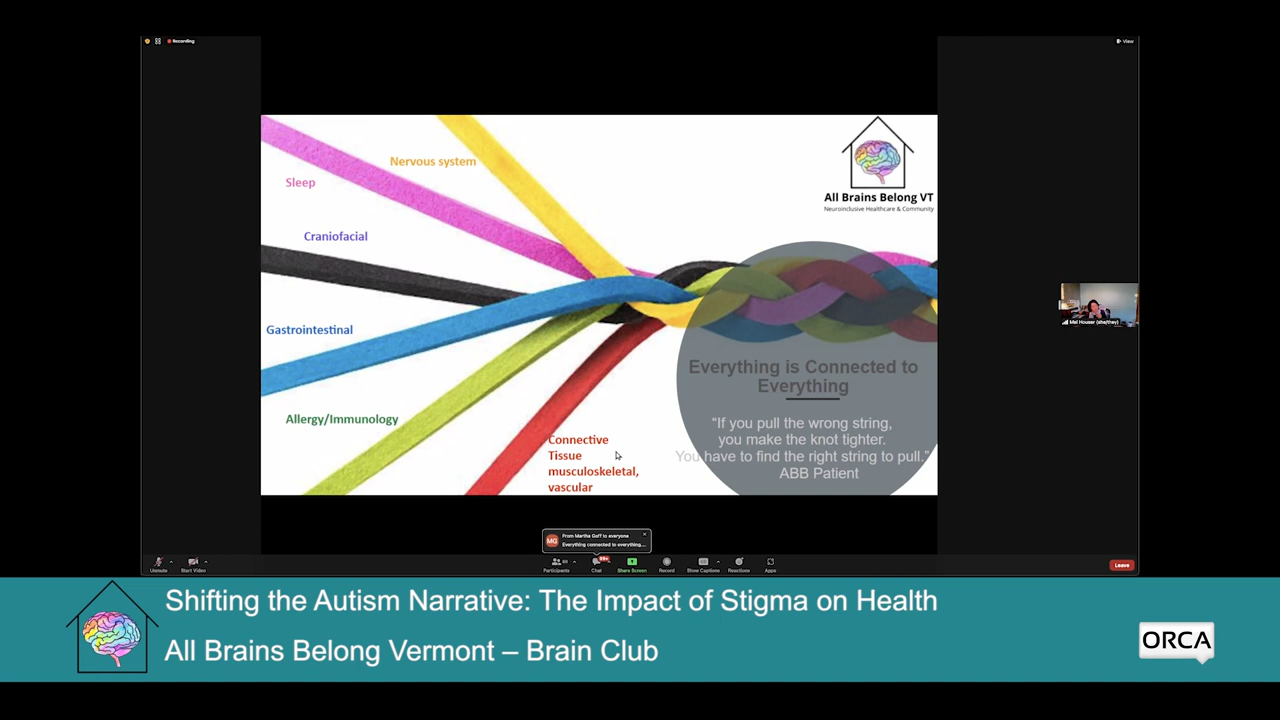 Recording
View
Nervous system
Sleep
Craniofacial
Gastrointestinal
Allergy/Immunology
Connective
Tissue
musculoskeletal,
vascular
All Brains Belong VT
Neuroinclusive Healthcare & Community
Everything is Connected to
Everything
“If you pull the wrong string,
you make the knot tighter.
You have to find the right string to pull.”
ABB Patient
Mel Houser (she/they)
MG
From Martha Goff to everyone
Everything connected to everything...
Unmute
Start Video
Participants
Chat
99+
Share Screen
Record
Show Captions
Reactions
Apps
Leave
Shifting the Autism Narrative: The Impact of Stigma on Health
All Brains Belong Vermont – Brain Club
ORCA